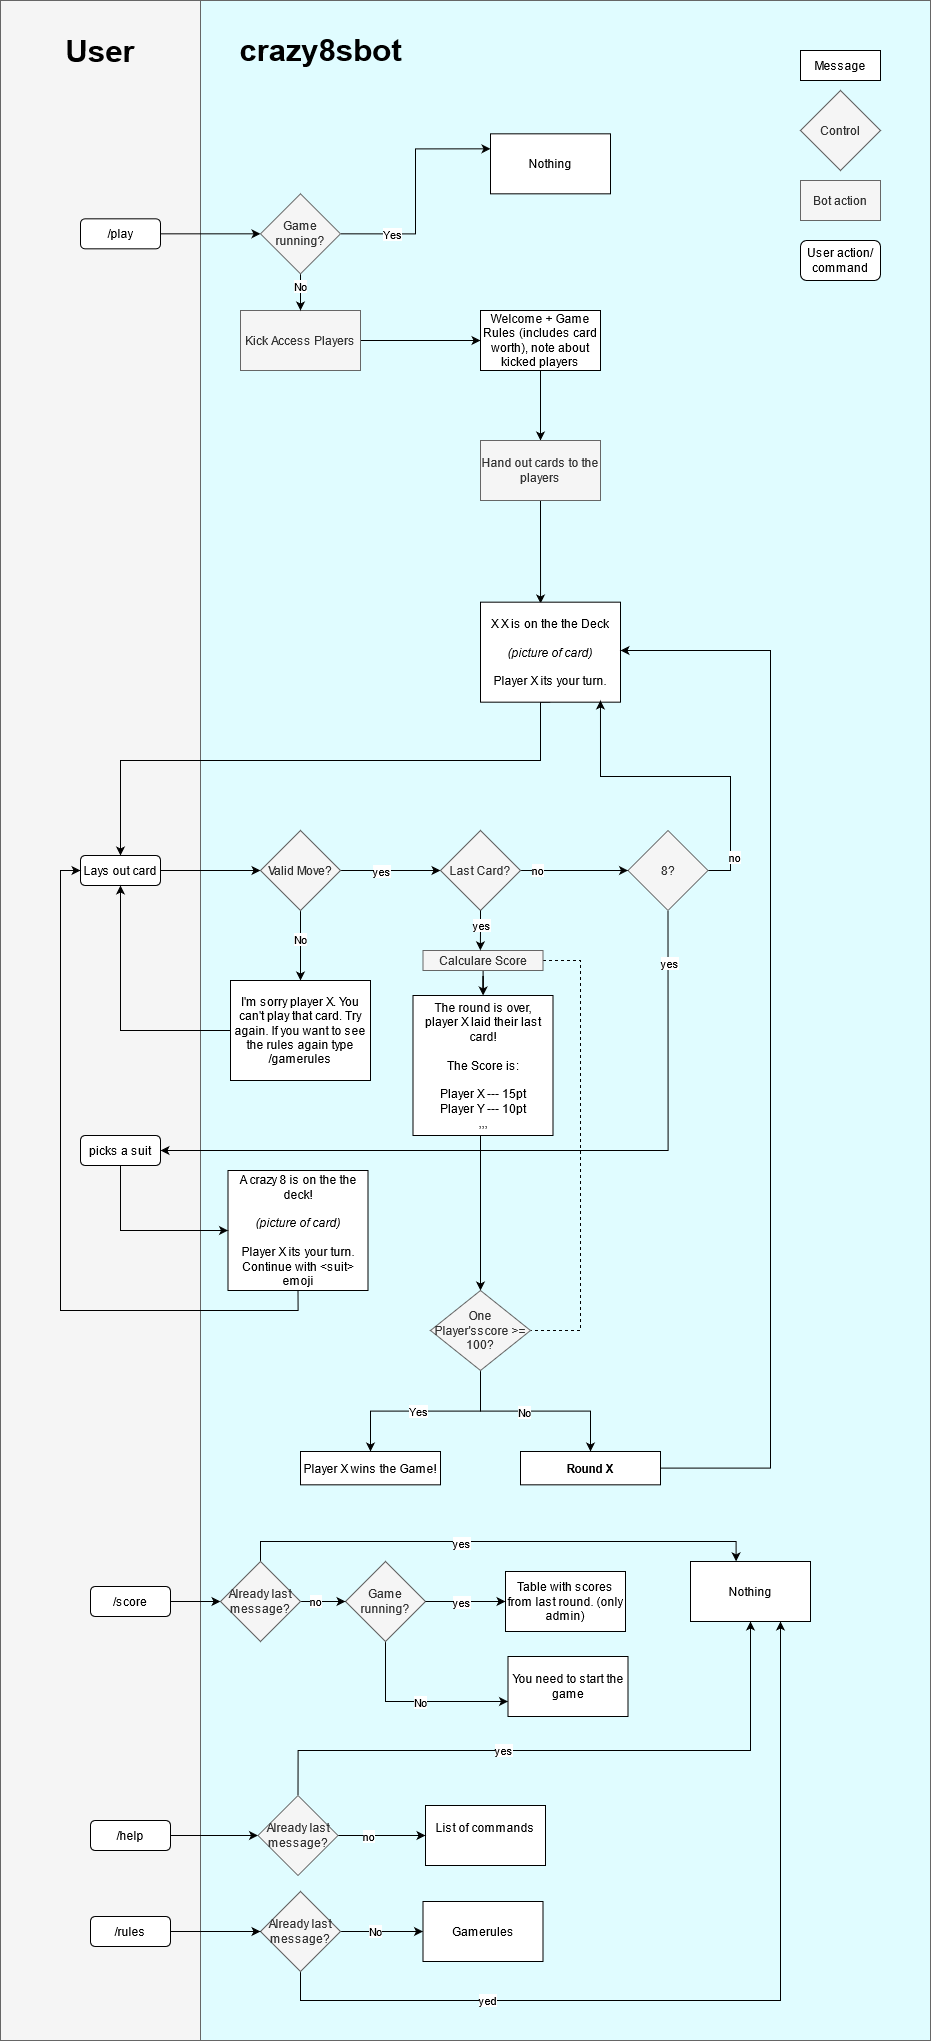 User
crazy8sbot
Message
Control
Bot action
User action/
command
Nothing
/play
Game
running?
Yes
No
Kick Access Players
Welcome + Game
Rules (includes card
worth), note about
kicked players
Hand out cards to the
players
X X is on the the Deck
(picture of card)
Player X its your turn.
Lays out card
Valid Move?
yes
Last Card?
no
8?
no
No
yes
yes
Calculare Score
I'm sorry player X. You
can't play that card. Try
again. If you want to see
the rules again type
/gamerules
The round is over,
player X laid their last
card!
The Score is:
Player X --- 15pt
Player Y --- 10pt
,,,
picks a suit
A crazy 8 is on the the
deck!
(picture of card)
Player X its your turn.
Continue with <suit>
emoji
One
Player's score >=
100?
Yes
No
Player X wins the Game!
Round X
yes
/score
Already last
message?
no
Game
running?
yes
Table with scores
from last round. (only
admin)
Nothing
No
You need to start the
game
yes
/help
Already last
message?
no
List of commands
/rules
Already last
message?
No
Gamerules
yed